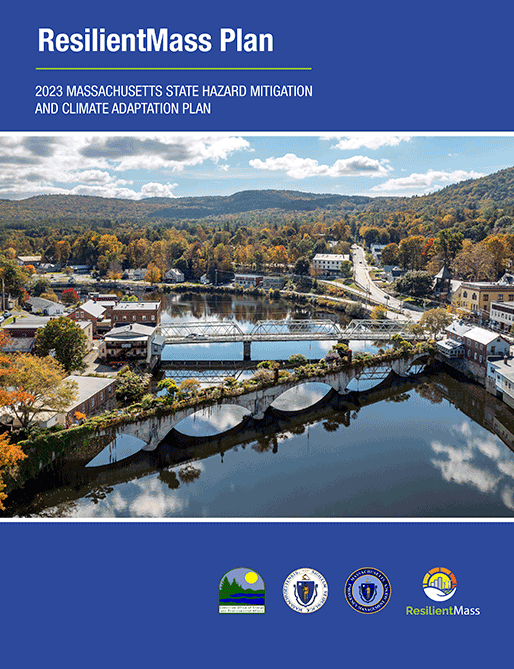 ResilientMass Plan
2023 MASSACHUSETTS STATE HAZARD MITIGATION
AND CLIMATE ADAPTATION PLAN
ResilientMass